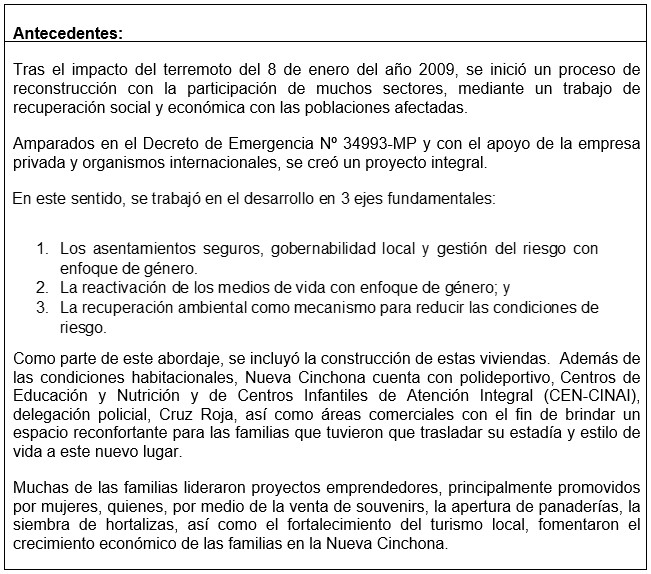 Antecedentes:
Tras el impacto del terremoto del 8 de enero del año 2009, se inició un proceso de
reconstrucción con la participación de muchos sectores, mediante un trabajo de
recuperación social y económica con las poblaciones afectadas.
Amparados en el Decreto de Emergencia Nº 34993-MP y con el apoyo de la empresa
privada y organismos internacionales, se creó un proyecto integral.
En este sentido, se trabajó en el desarrollo en 3 ejes fundamentales:
1. Los asentamientos seguros, gobernabilidad local y gestión del riesgo con
enfoque de género.
2. La reactivación de los medios de vida con enfoque de género; y
3. La recuperación ambiental como mecanismo para reducir las condiciones de
riesgo.
Como parte de este abordaje, se incluyó la construcción de estas viviendas. Además de
las condiciones habitacionales, Nueva Cinchona cuenta con polideportivo, Centros de
Educación y Nutrición y de Centros Infantiles de Atención Integral (CEN-CINAI),
delegación policial, Cruz Roja, así como áreas comerciales con el fin de brindar un
espacio reconfortante para las familias que tuvieron que trasladar su estadía y estilo de
vida a este nuevo lugar.
Muchas de las familias lideraron proyectos emprendedores, principalmente promovidos
por mujeres, quienes, por medio de la venta de souvenirs, la apertura de panaderías, la
siembra de hortalizas, así como el fortalecimiento del turismo local, fomentaron el
crecimiento económico de las familias en la Nueva Cinchona.